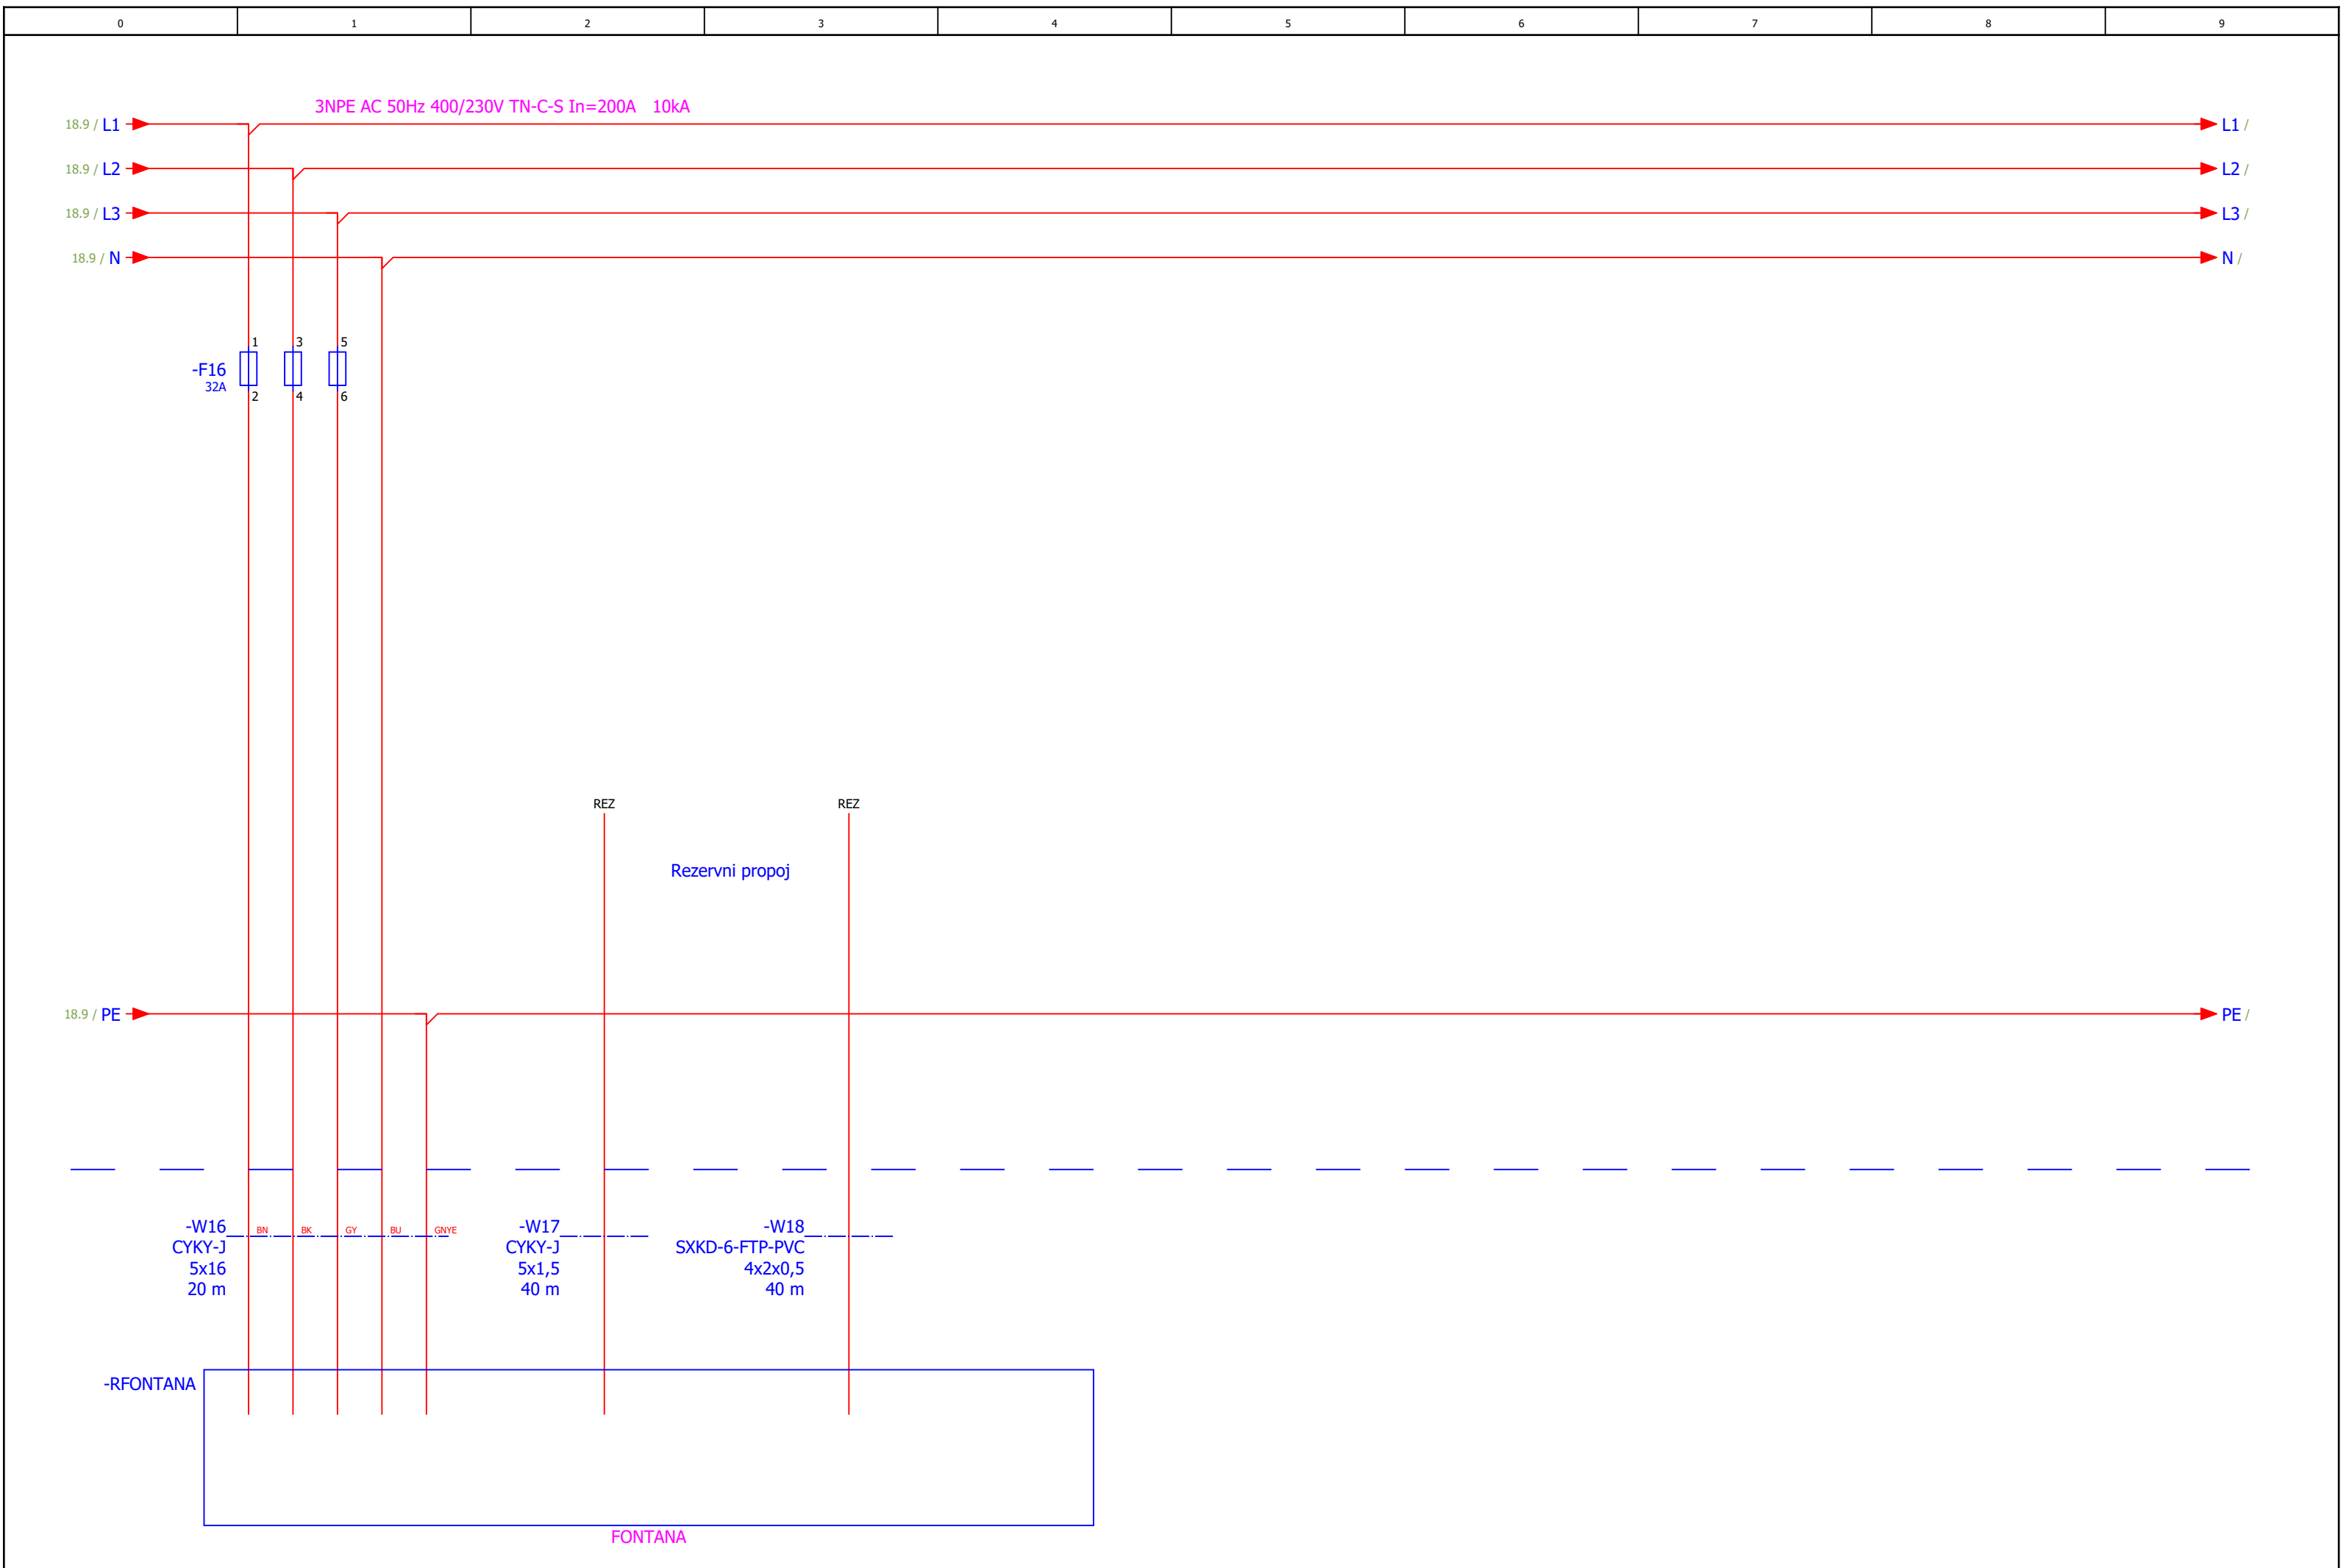 0 1 2 3 4 5 6 7 8 9
3NPE AC 50Hz 400/230V TN-C-S In=200A 10kA
18.9 / L1 L1 /
18.9 / L2 L2 /
18.9 / L3 L3 /
18.9 / N N /
1 3 5
-F16
32A
2 4 6
REZ REZ
Rezervni propoj
18.9 / PE PE /
-W16 BN BK GY BU GNYE
CYKY-J
5x16
20 m
-W17
CYKY-J
5x1,5
40 m
-W18
SXKD-6-FTP-PVC
4x2x0,5
40 m
-RFONTANA
FONTANA